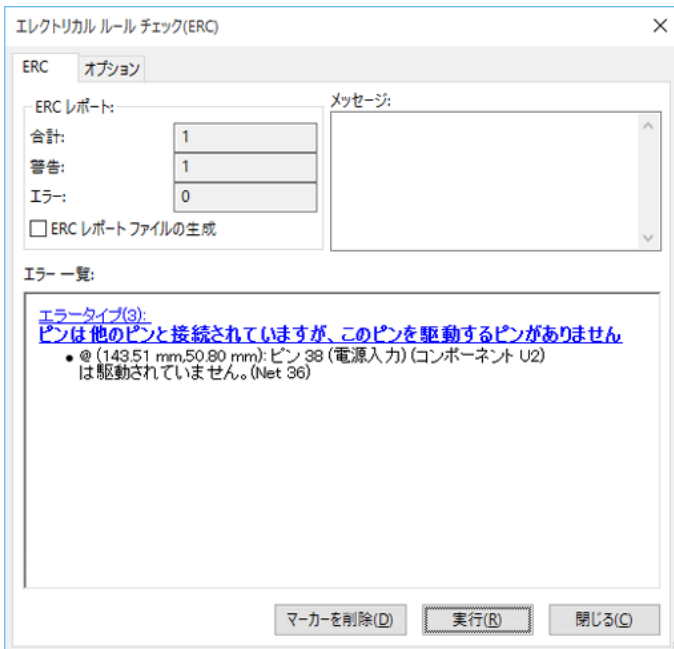 エレクトリカル ルール チェック(ERC)
ERC
オプション
ERC レポート:
合計:
1
警告:
1
エラー:
0
ERC レポート ファイルの生成
メッセージ:
エラー 一覧:
エラータイプ(3):
ピンは他のピンと接続されていますが、このピンを駆動するピンがありません
• @ (143.51 mm,50.80 mm): ピン 38 (電源入力) (コンポーネント U2)
は駆動されていません。(Net 36)
マーカーを削除(D)
実行(R)
閉じる(C)